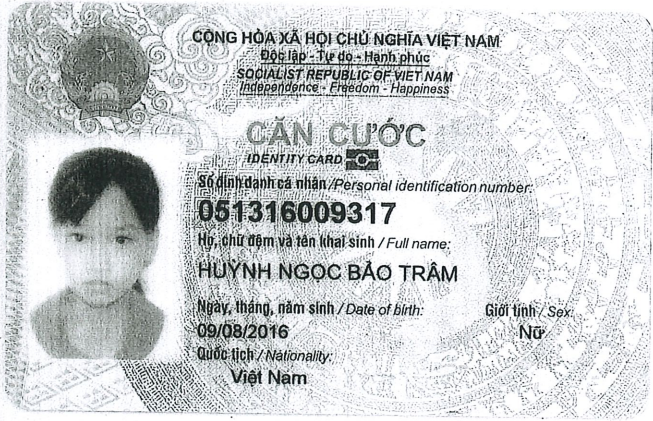 CỘNG HÒA XÃ HỘI CHỦ NGHĨA VIỆT NAM
Độc lập - Tự do - Hạnh phúc
SOCIALIST REPUBLIC OF VIET NAM
Independence - Freedom - Happiness
CĂN CƯỚC
IDENTITY CARD
Số định danh cá nhân / Personal identification number:
051316009317
Họ, chữ đệm và tên khai sinh / Full name:
HUỲNH NGỌC BẢO TRÂM
Ngày, tháng, năm sinh / Date of birth: Giới tính / Sex:
09/08/2016 Nữ
Quốc tịch / Nationality:
Việt Nam